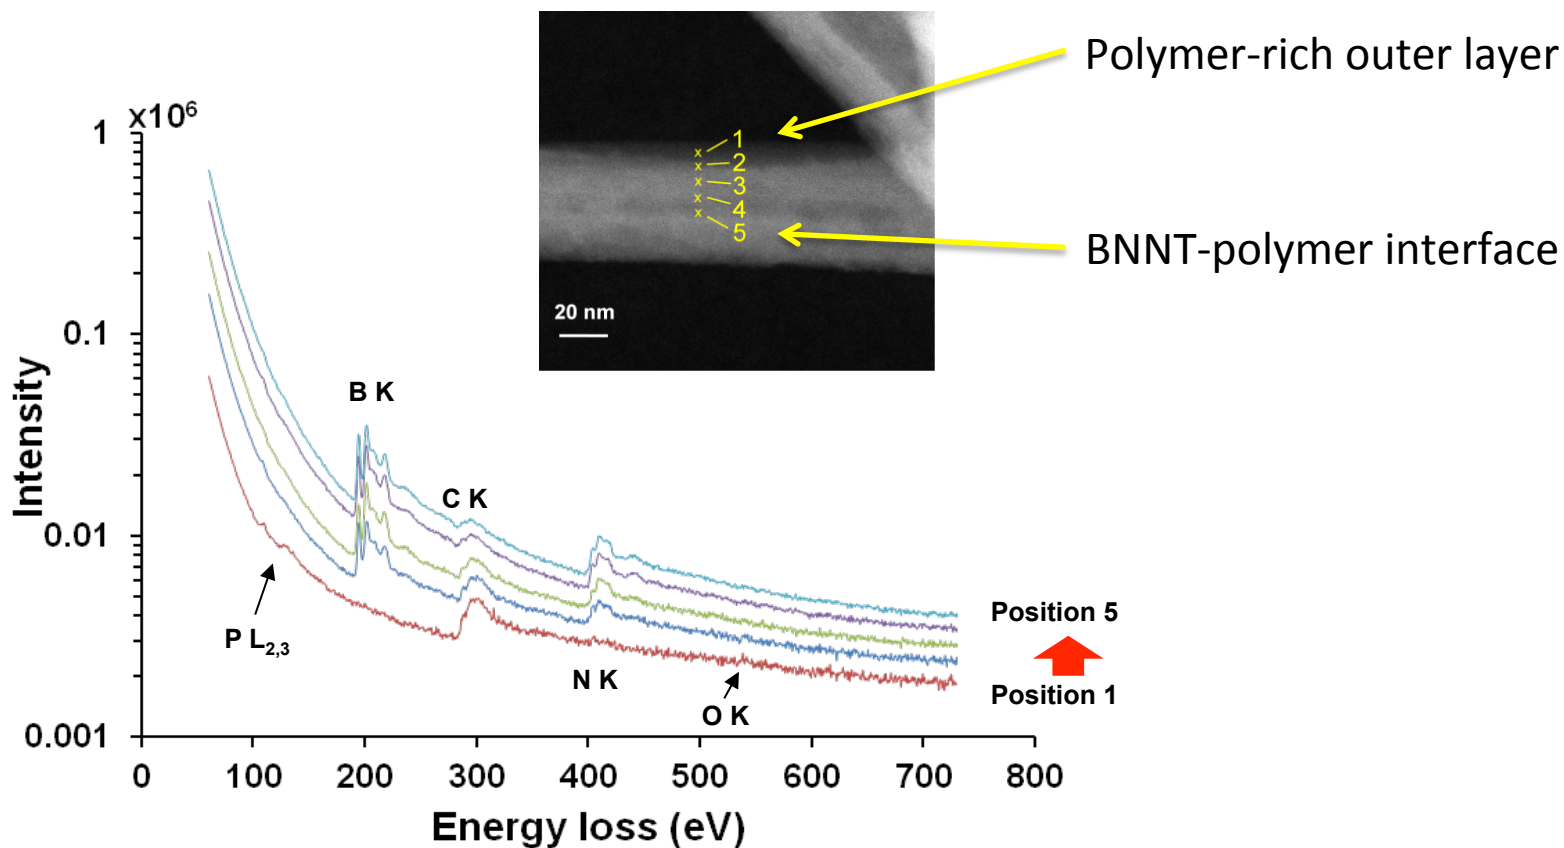 Polymer-rich outer layer
x10⁶
1
1
2
3
4
5
BNNT-polymer interface
20 nm
0.1
B K
C K
0.01
P L₂,₃
N K
O K
Position 5
Position 1
0.001
0 100 200 300 400 500 600 700 800
Energy loss (eV)
Intensity